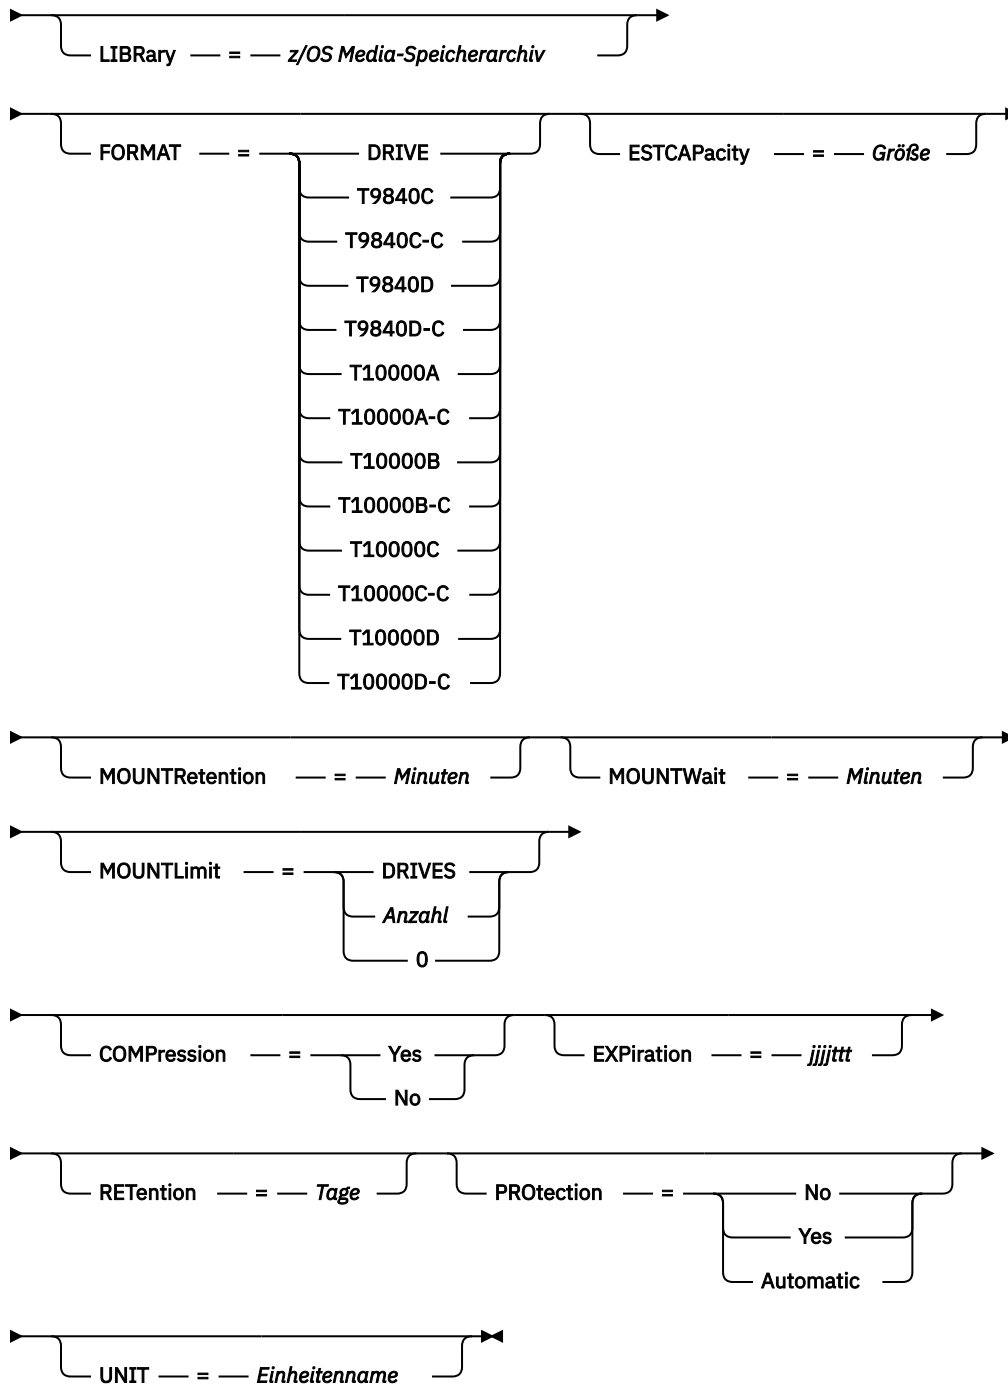 LIBRary = z/OS Media-Speicherarchiv
FORMAT = DRIVE ESTCAPacity = Größe
T9840C
T9840C-C
T9840D
T9840D-C
T10000A
T10000A-C
T10000B
T10000B-C
T10000C
T10000C-C
T10000D
T10000D-C
MOUNTRetention = Minuten MOUNTWait = Minuten
MOUNTLimit = DRIVES
Anzahl
0
COMPression = Yes EXPiration = jjjjttt
No
RETention = Tage PROtection = No
Yes
Automatic
UNIT = Einheitenname